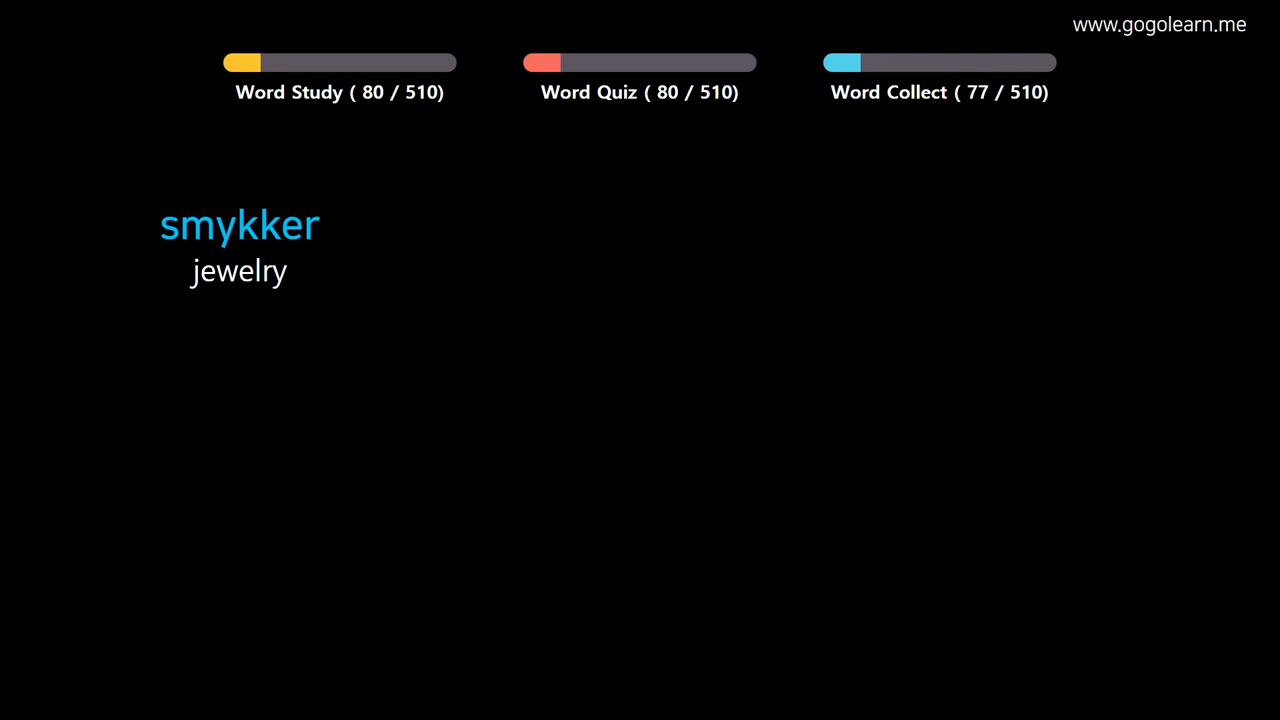 www.gogolearn.me
Word Study ( 80 / 510)
Word Quiz ( 80 / 510)
Word Collect ( 77 / 510)
smykker
jewelry